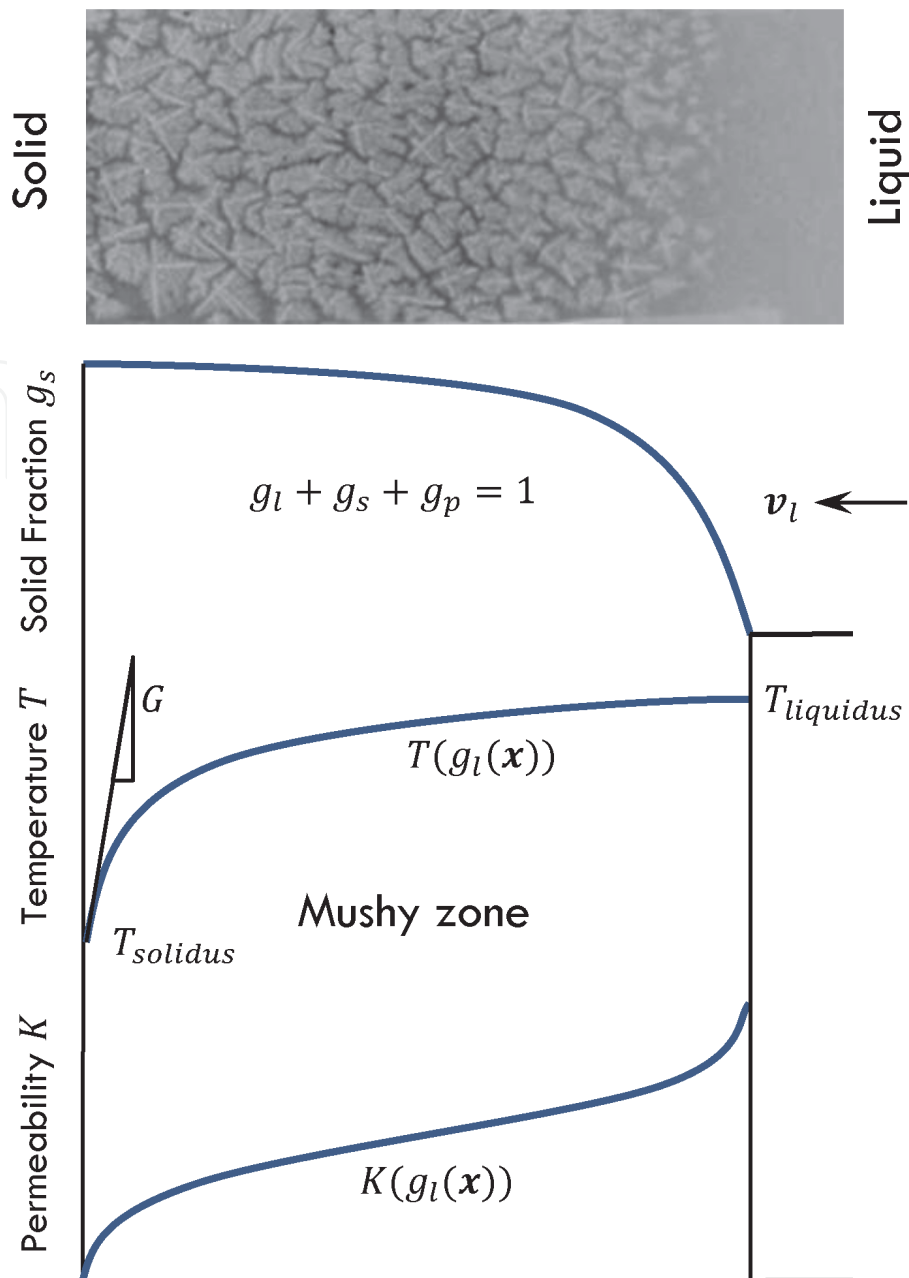 Solid
Liquid
Solid Fraction g_s
g_l + g_s + g_p = 1
v_l
Temperature T
G
T_liquidus
T(g_l(x))
Mushy zone
T_solidus
Permeability K
K(g_l(x))